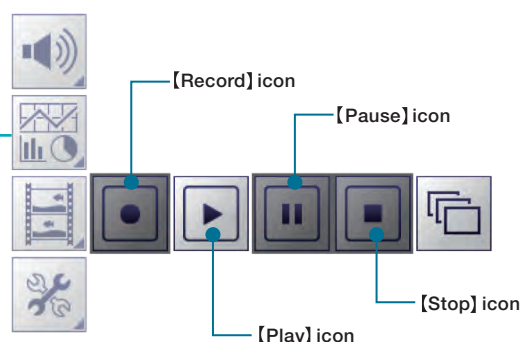 【Record】icon
【Pause】icon
【Stop】icon
【Play】icon